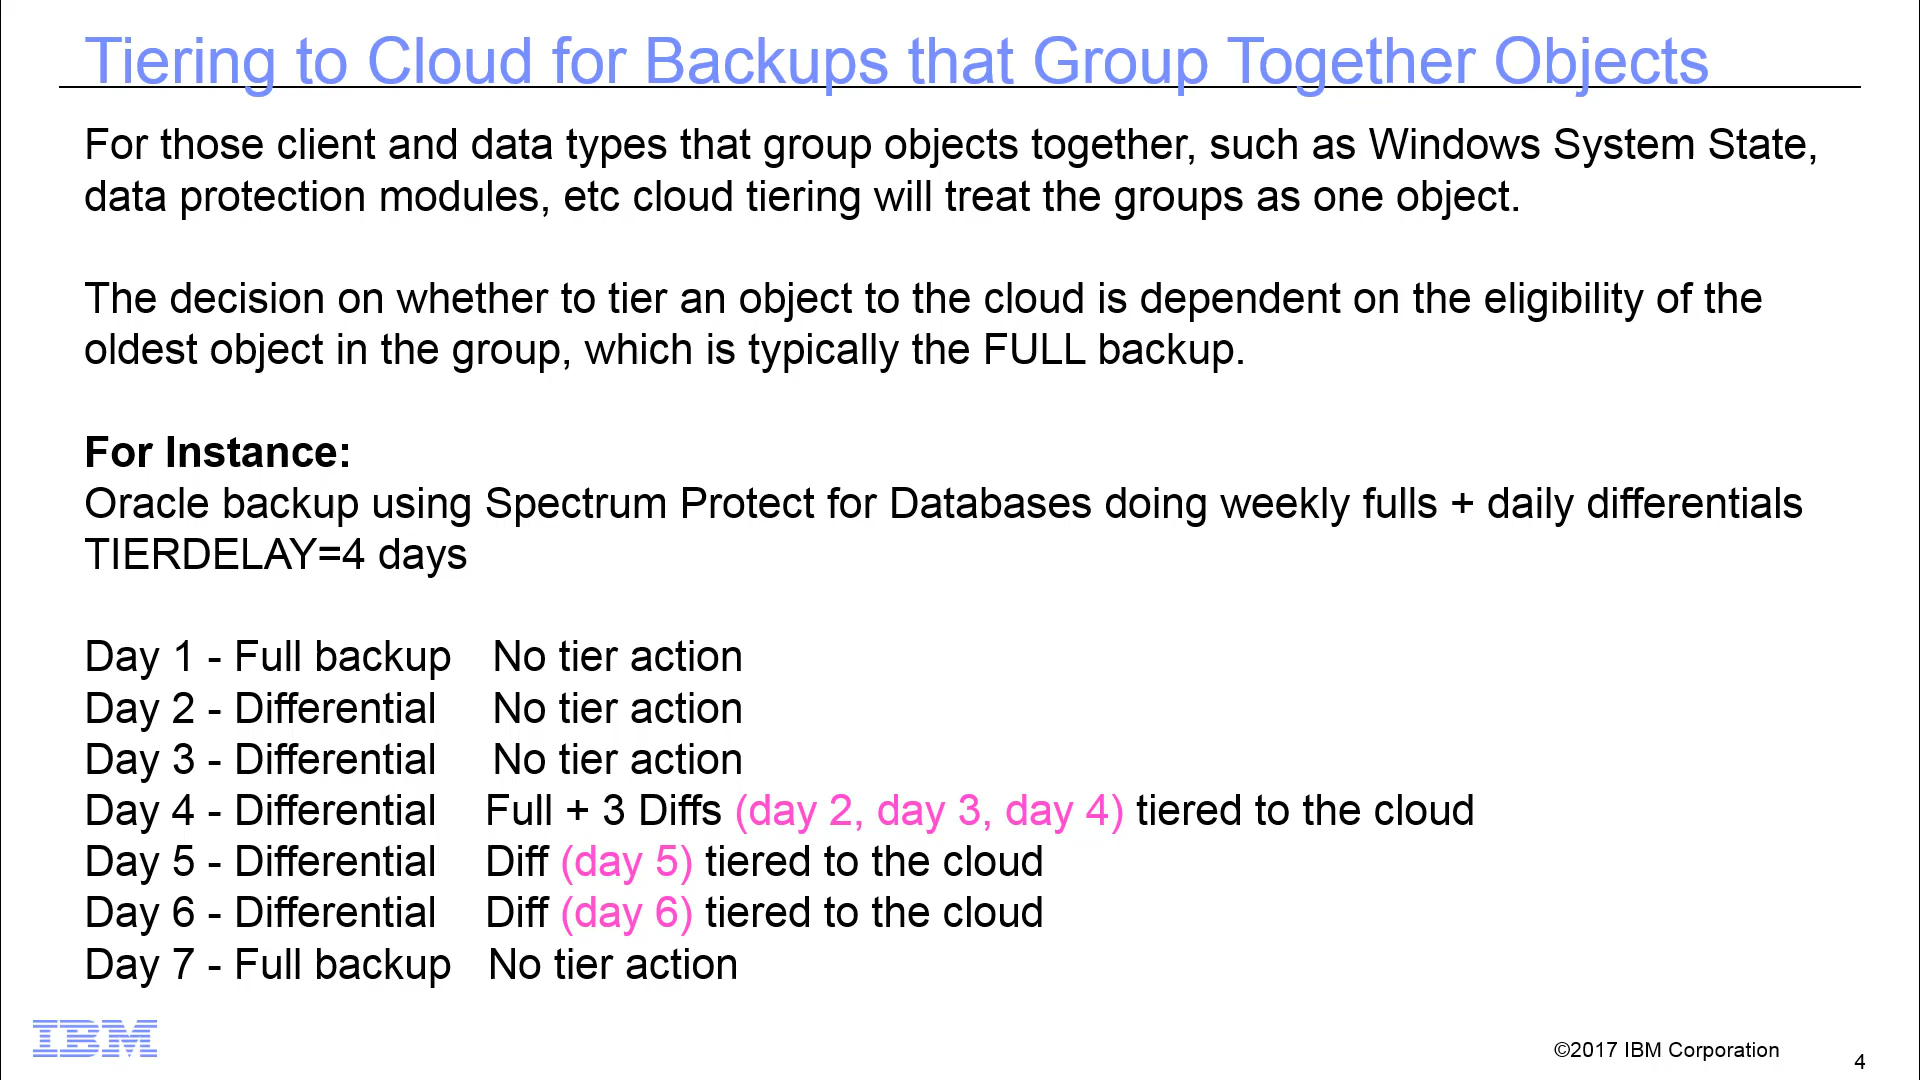 Tiering to Cloud for Backups that Group Together Objects
For those client and data types that group objects together, such as Windows System State,
data protection modules, etc cloud tiering will treat the groups as one object.
The decision on whether to tier an object to the cloud is dependent on the eligibility of the
oldest object in the group, which is typically the FULL backup.
For Instance:
Oracle backup using Spectrum Protect for Databases doing weekly fulls + daily differentials
TIERDELAY=4 days
Day 1 - Full backup No tier action
Day 2 - Differential No tier action
Day 3 - Differential No tier action
Day 4 - Differential Full + 3 Diffs (day 2, day 3, day 4) tiered to the cloud
Day 5 - Differential Diff (day 5) tiered to the cloud
Day 6 - Differential Diff (day 6) tiered to the cloud
Day 7 - Full backup No tier action
IBM
©2017 IBM Corporation
4